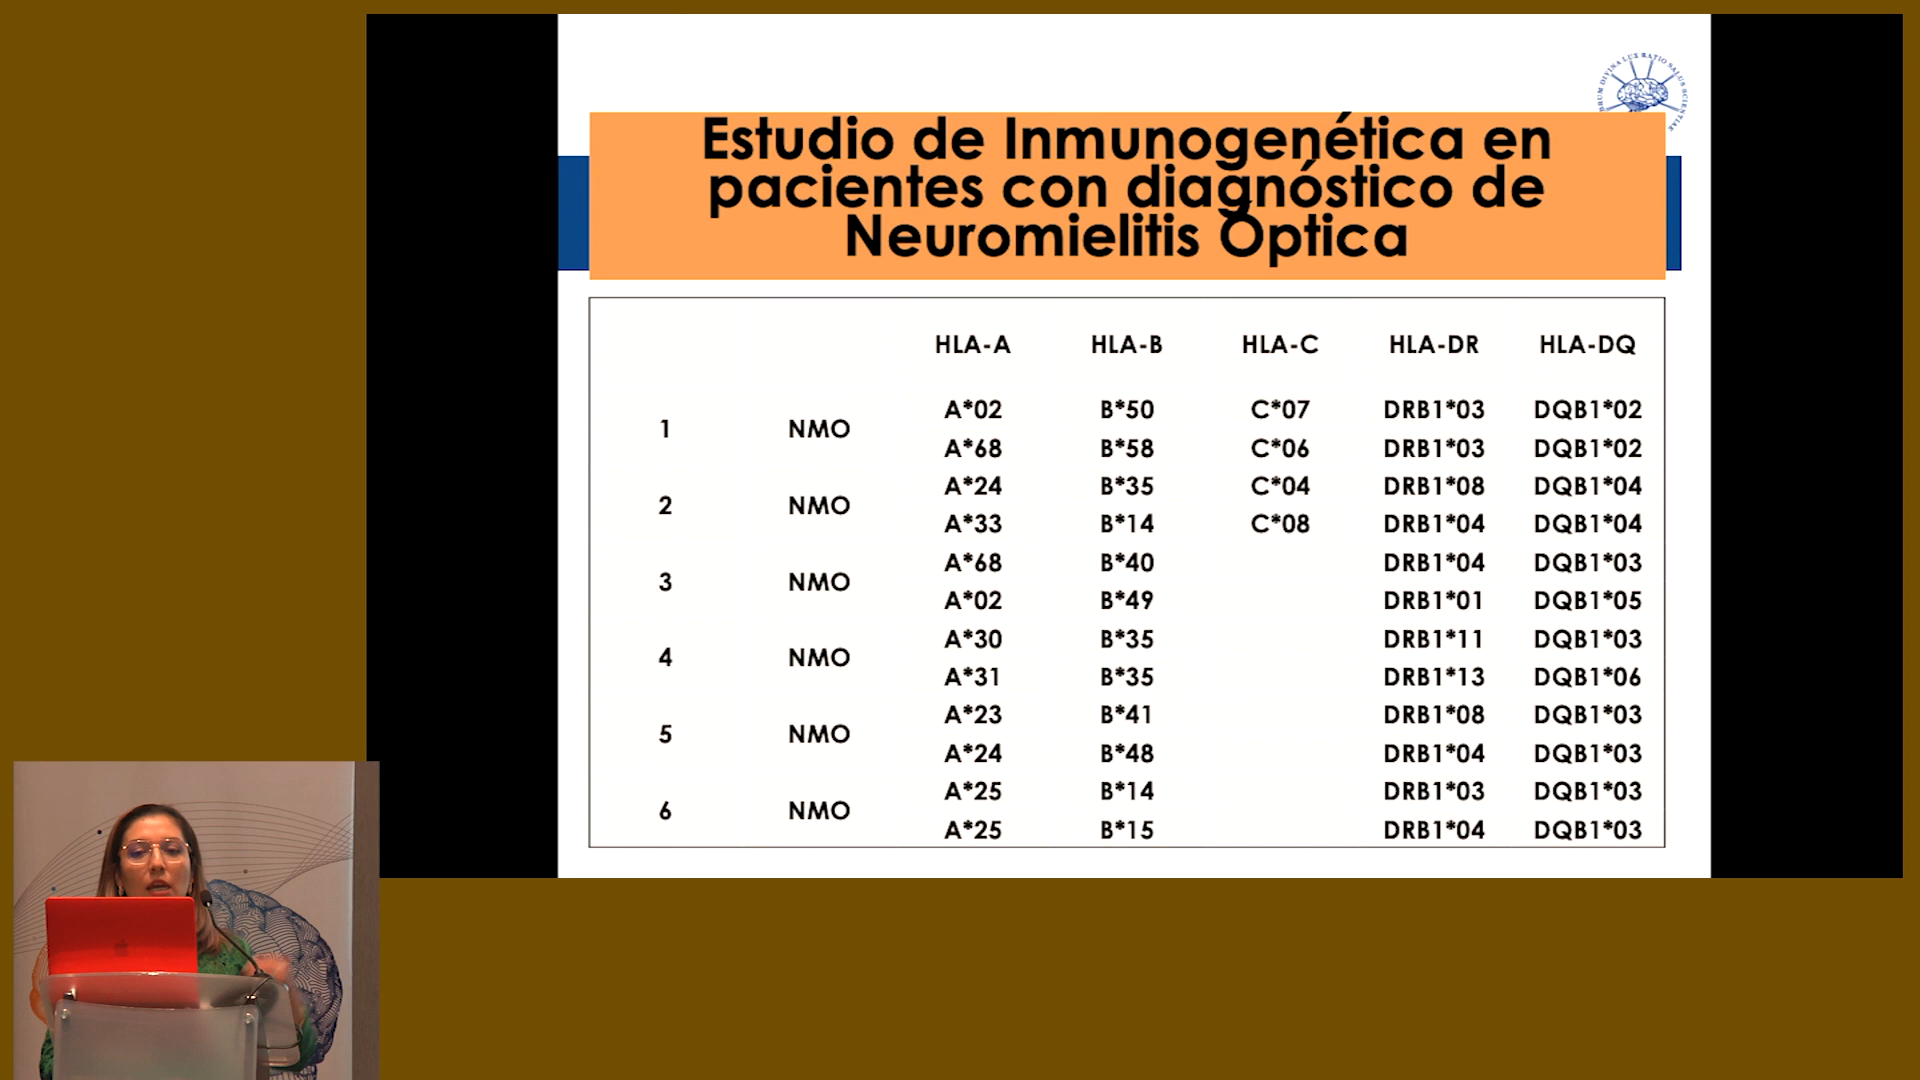 DIVINA LUX RATIO SALUS SCIENTIAE
Estudio de Inmunogenética en
pacientes con diagnóstico de
Neuromielitis Óptica
HLA-A HLA-B HLA-C HLA-DR HLA-DQ
A*02 B*50 C*07 DRB1*03 DQB1*02
1 NMO
A*68 B*58 C*06 DRB1*03 DQB1*02
A*24 B*35 C*04 DRB1*08 DQB1*04
2 NMO
A*33 B*14 C*08 DRB1*04 DQB1*04
A*68 B*40 DRB1*04 DQB1*03
3 NMO
A*02 B*49 DRB1*01 DQB1*05
A*30 B*35 DRB1*11 DQB1*03
4 NMO
A*31 B*35 DRB1*13 DQB1*06
A*23 B*41 DRB1*08 DQB1*03
5 NMO
A*24 B*48 DRB1*04 DQB1*03
A*25 B*14 DRB1*03 DQB1*03
6 NMO
A*25 B*15 DRB1*04 DQB1*03